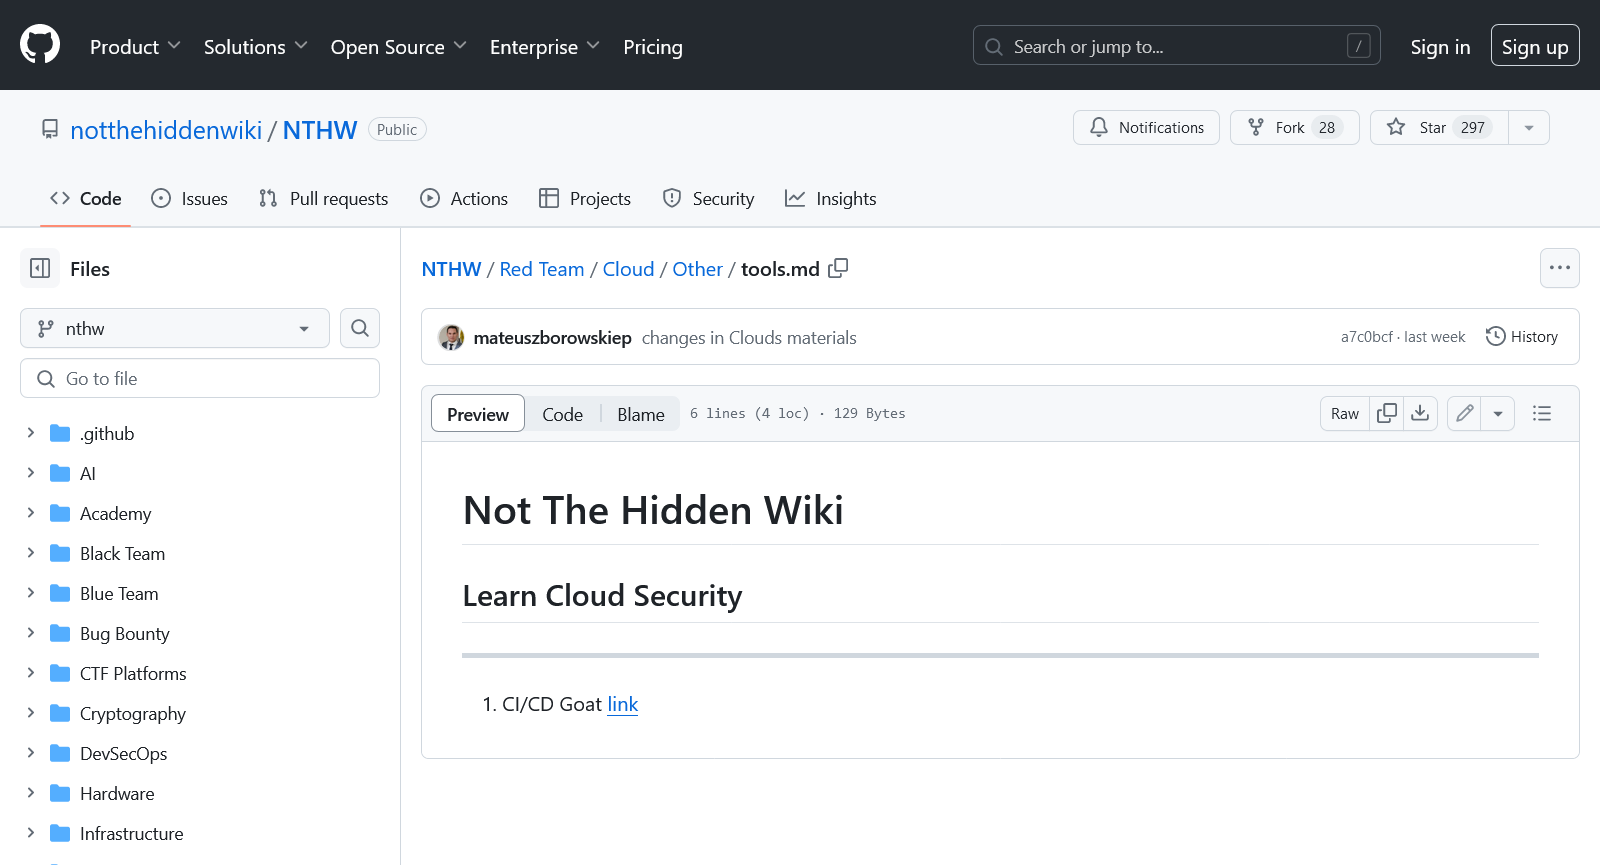 Product Solutions Open Source Enterprise Pricing Search or jump to... / Sign in Sign up
notthehiddenwiki / NTHW Public Notifications Fork 28 Star 297
Code Issues Pull requests Actions Projects Security Insights
Files
nthw
Go to file
.github
AI
Academy
Black Team
Blue Team
Bug Bounty
CTF Platforms
Cryptography
DevSecOps
Hardware
Infrastructure
NTHW / Red Team / Cloud / Other / tools.md
mateuszborowskiep changes in Clouds materials a7c0bcf · last week History
Preview Code Blame 6 lines (4 loc) · 129 Bytes Raw
Not The Hidden Wiki
Learn Cloud Security
1. CI/CD Goat link